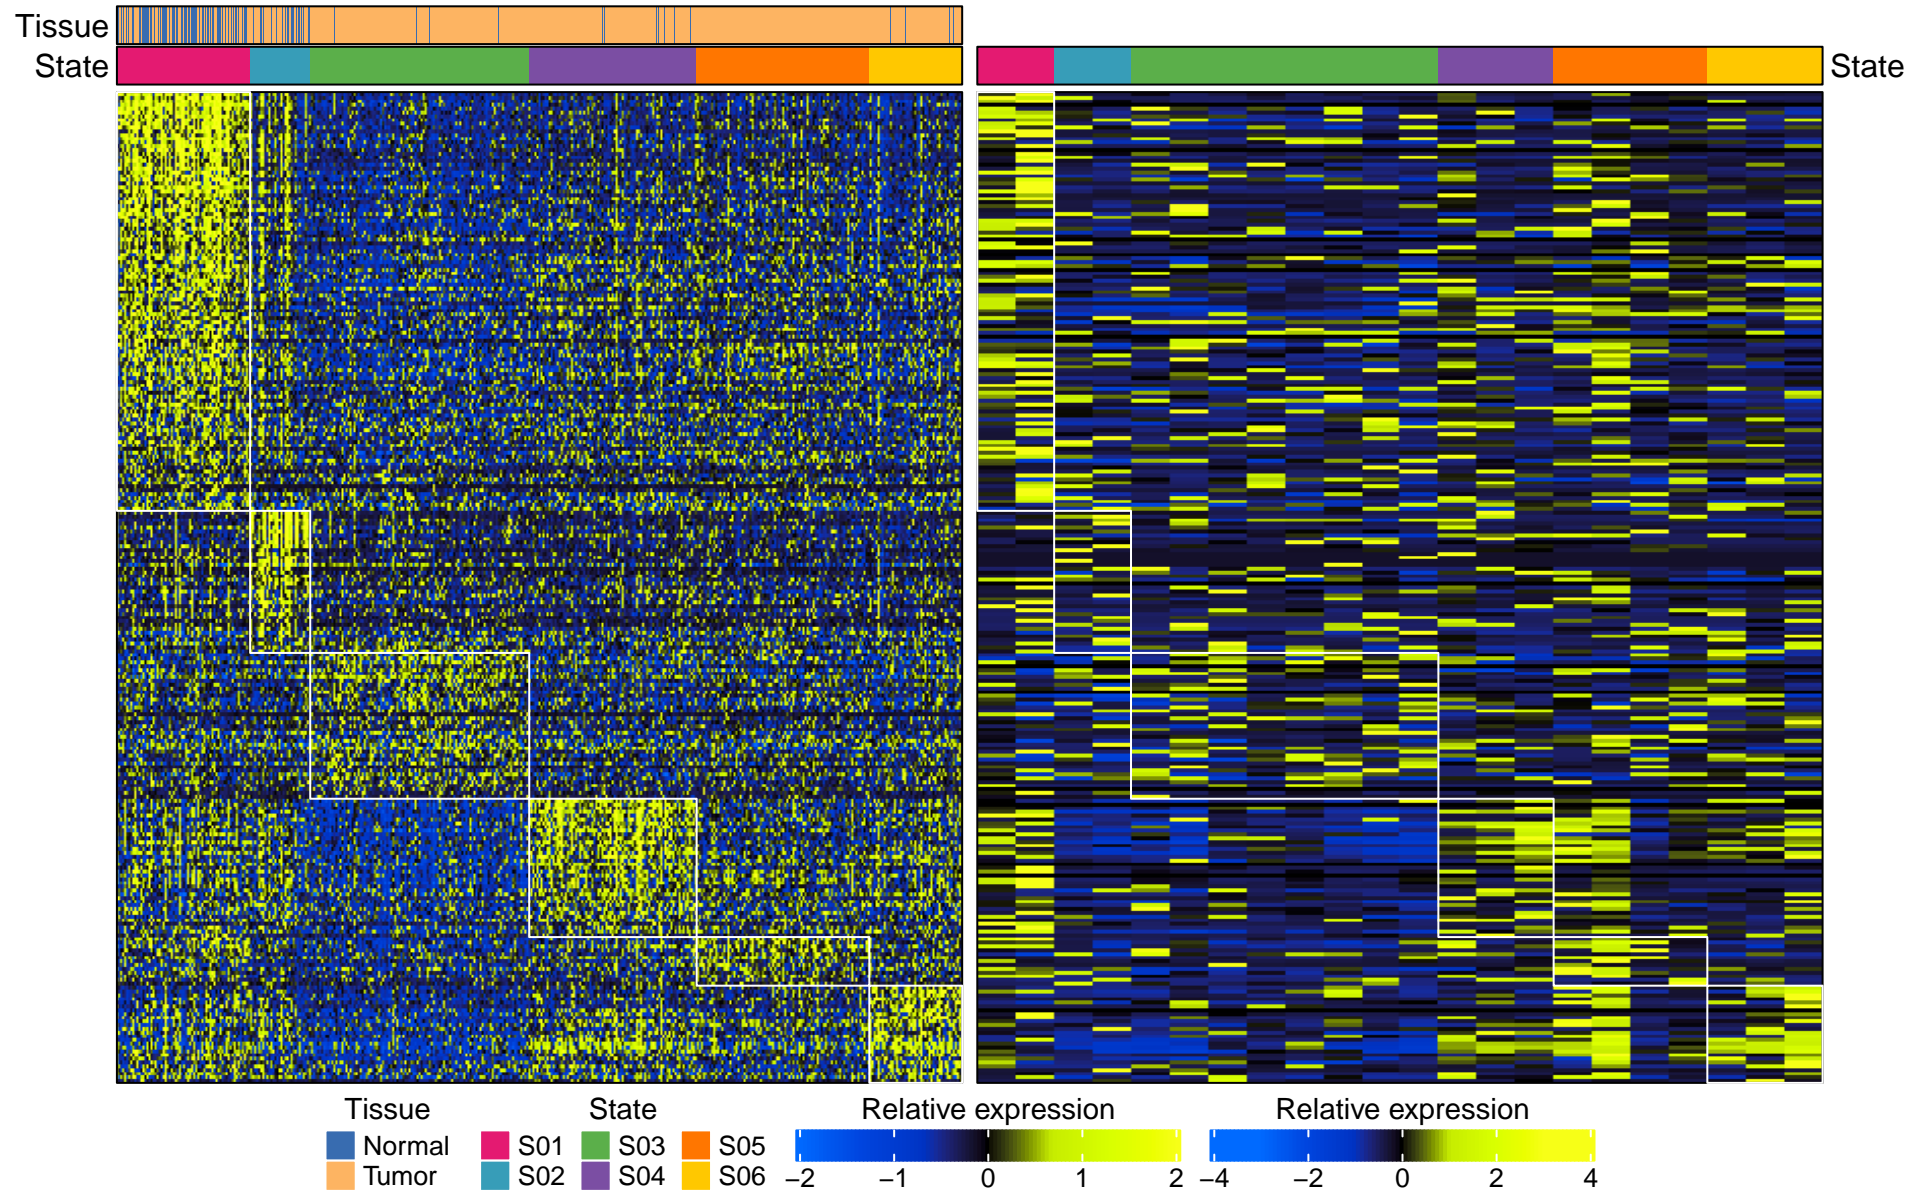 Tissue
State
State
Tissue State Relative expression Relative expression
Normal S01 S03 S05
Tumor S02 S04 S06
−2 −1 0 1 2 −4 −2 0 2 4